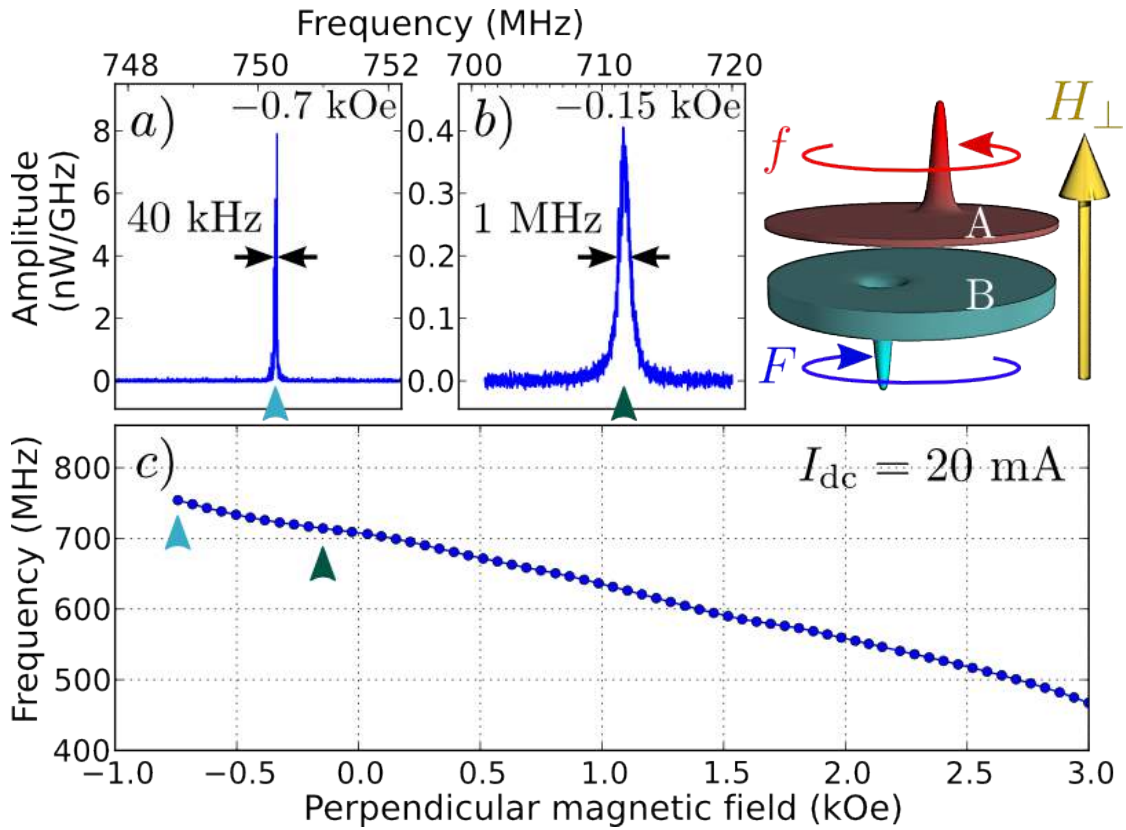 Frequency (MHz)
748 750 752 700 710 720
a) −0.7 kOe
b) −0.15 kOe
Amplitude
(nW/GHz)
8
6
4
2
0
0.4
0.3
0.2
0.1
0.0
40 kHz
1 MHz
f
A
B
F
H⊥
c)
I_dc = 20 mA
Frequency (MHz)
800
700
600
500
400
−1.0 −0.5 0.0 0.5 1.0 1.5 2.0 2.5 3.0
Perpendicular magnetic field (kOe)